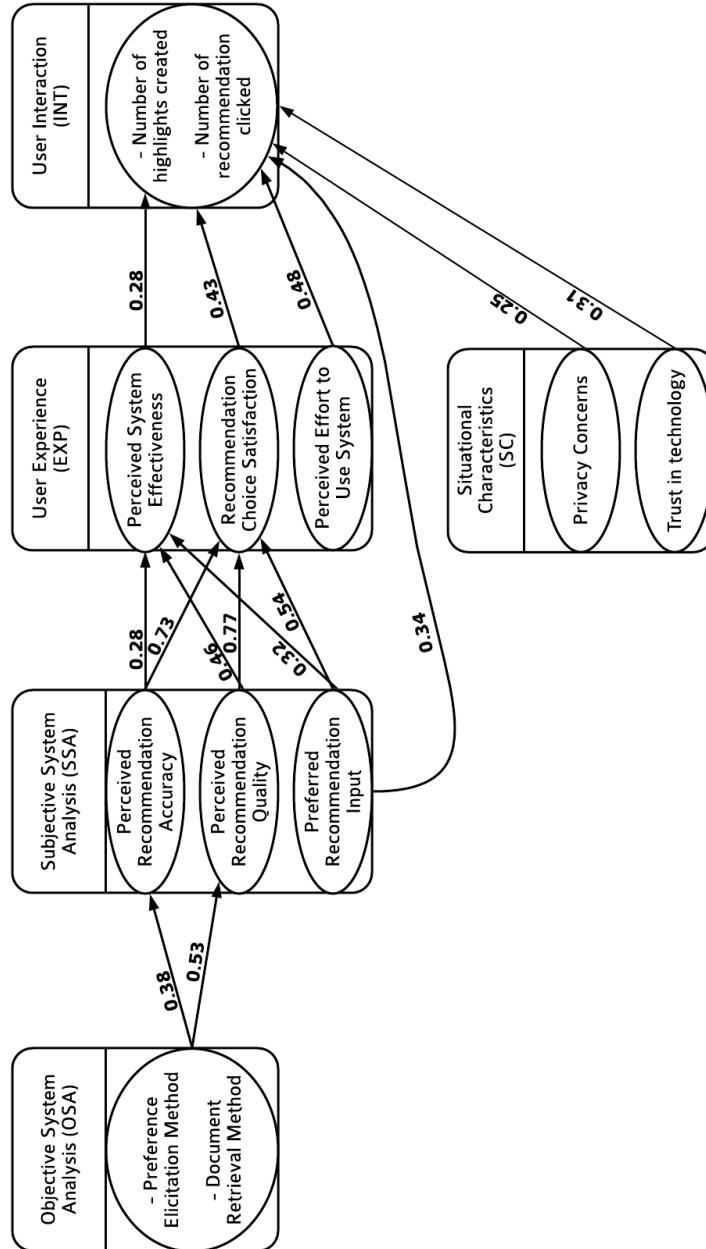 Objective System
Analysis (OSA)
- Preference
Elicitation Method
- Document
Retrieval Method
0.38
0.53
Subjective System
Analysis (SSA)
Perceived
Recommendation
Accuracy
Perceived
Recommendation
Quality
Preferred
Recommendation
Input
0.28
0.73
0.46
0.77
0.32
0.54
0.34
User Experience
(EXP)
Perceived System
Effectiveness
Recommendation
Choice Satisfaction
Perceived Effort to
Use System
0.28
0.43
0.48
User Interaction
(INT)
- Number of
highlights created
- Number of
recommendation
clicked
Situational
Characteristics
(SC)
Privacy Concerns
Trust in technology
0.25
0.31